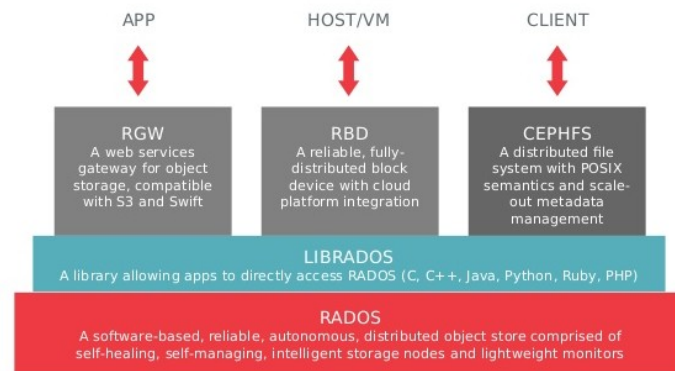 APP
HOST/VM
CLIENT
RGW
A web services
gateway for object
storage, compatible
with S3 and Swift
RBD
A reliable, fully-
distributed block
device with cloud
platform integration
CEPHFS
A distributed file
system with POSIX
semantics and scale-
out metadata
management
LIBRADOS
A library allowing apps to directly access RADOS (C, C++, Java, Python, Ruby, PHP)
RADOS
A software-based, reliable, autonomous, distributed object store comprised of
self-healing, self-managing, intelligent storage nodes and lightweight monitors